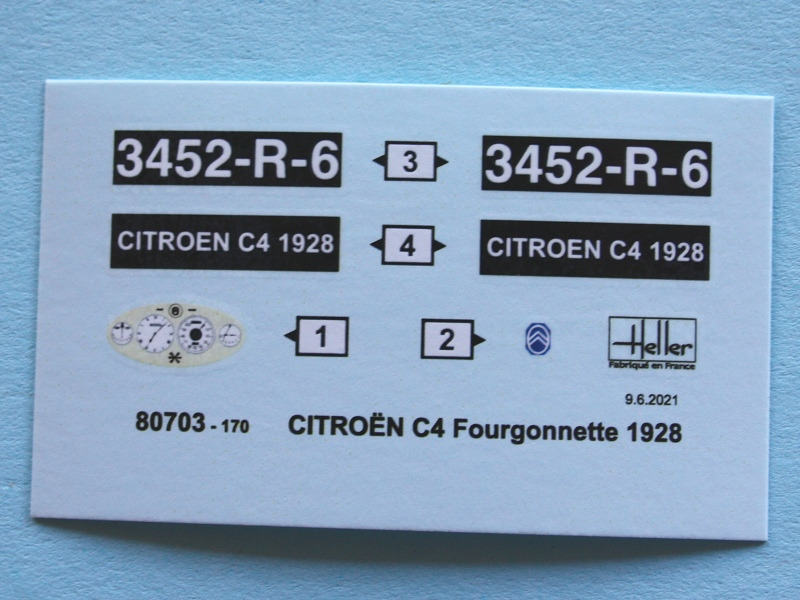 3452-R-6 3 3452-R-6
CITROEN C4 1928 4 CITROEN C4 1928
1 2 Heller
Fabriqué en France
9.6.2021
80703 - 170 CITROËN C4 Fourgonnette 1928